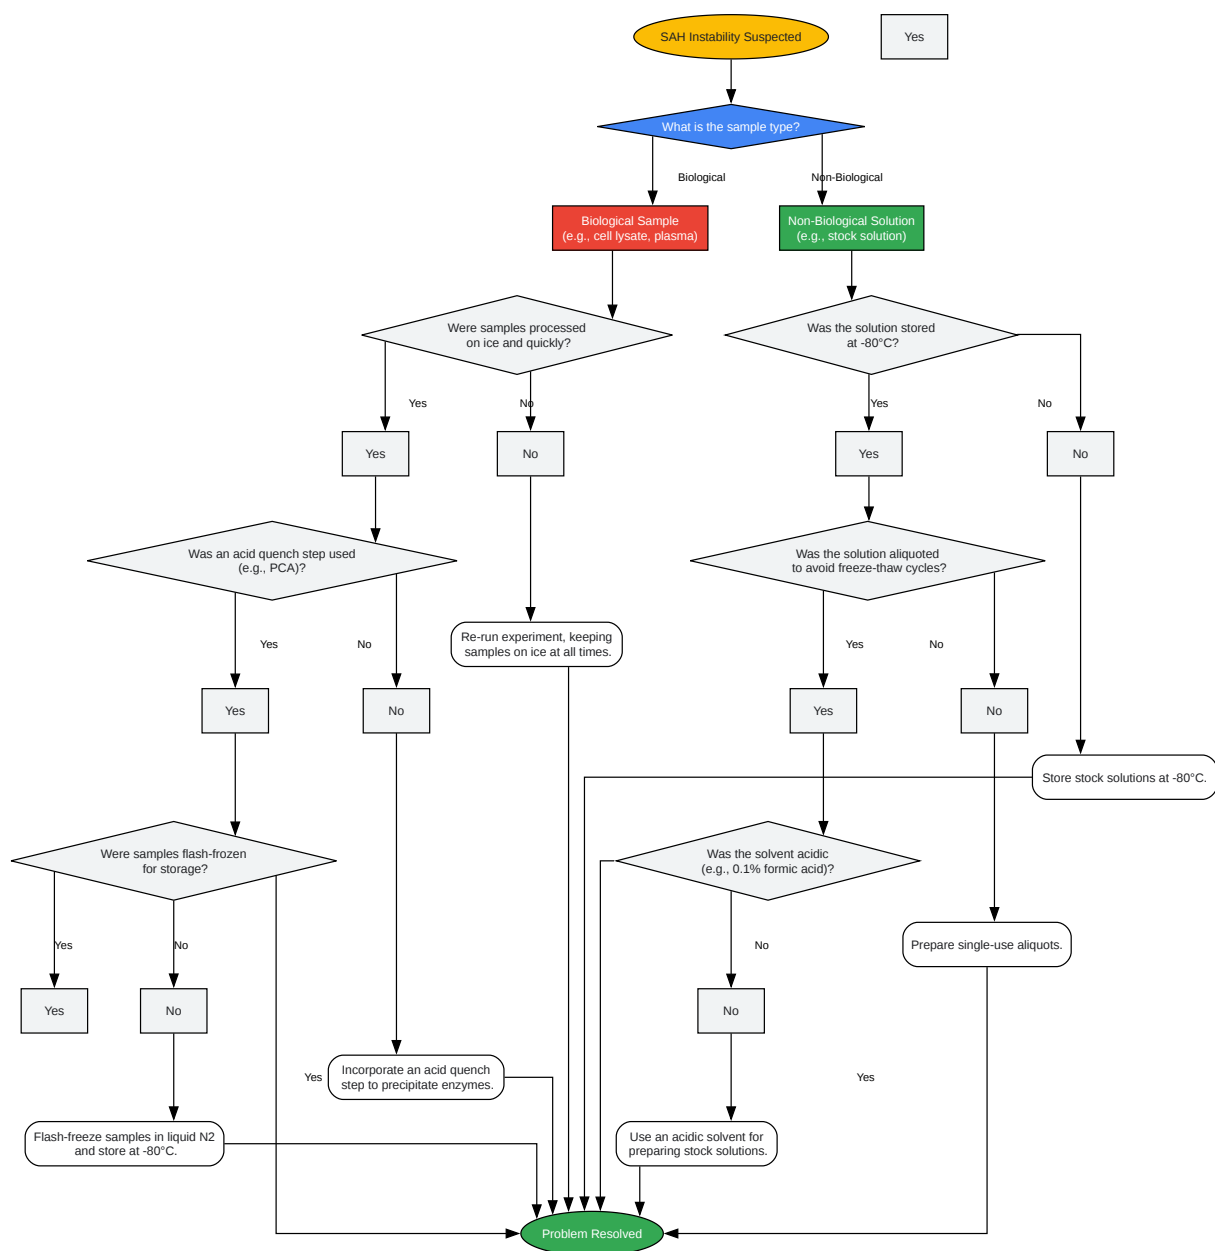 SAH Instability Suspected
Yes
What is the sample type?
Biological
Non-Biological
Biological Sample
(e.g., cell lysate, plasma)
Non-Biological Solution
(e.g., stock solution)
Were samples processed
on ice and quickly?
Was the solution stored
at -80°C?
Yes
No
Yes
No
Yes
No
Yes
No
Was an acid quench step used
(e.g., PCA)?
Was the solution aliquoted
to avoid freeze-thaw cycles?
Yes
No
Re-run experiment, keeping
samples on ice at all times.
Yes
No
Yes
No
Yes
No
Store stock solutions at -80°C.
Were samples flash-frozen
for storage?
Was the solvent acidic
(e.g., 0.1% formic acid)?
Yes
No
No
Prepare single-use aliquots.
Yes
No
No
Incorporate an acid quench
step to precipitate enzymes.
Yes
Yes
Flash-freeze samples in liquid N2
and store at -80°C.
Use an acidic solvent for
preparing stock solutions.
Problem Resolved